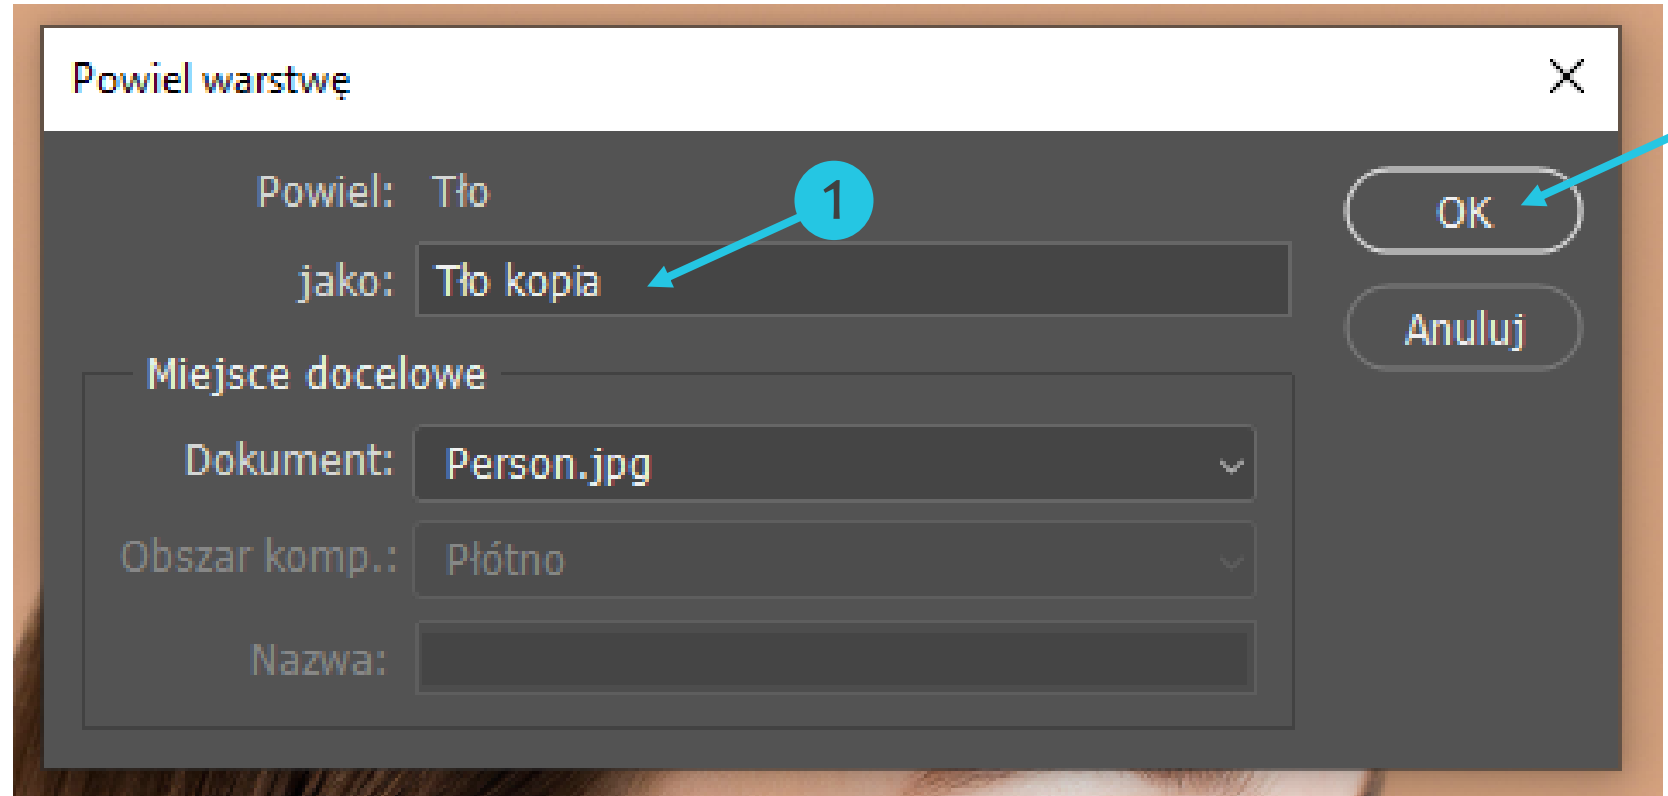 Powiel warstwę
Powiel: Tło
1
OK
jako: Tło kopia
Anuluj
Miejsce docelowe
Dokument: Person.jpg
Obszar komp.: Płótno
Nazwa: